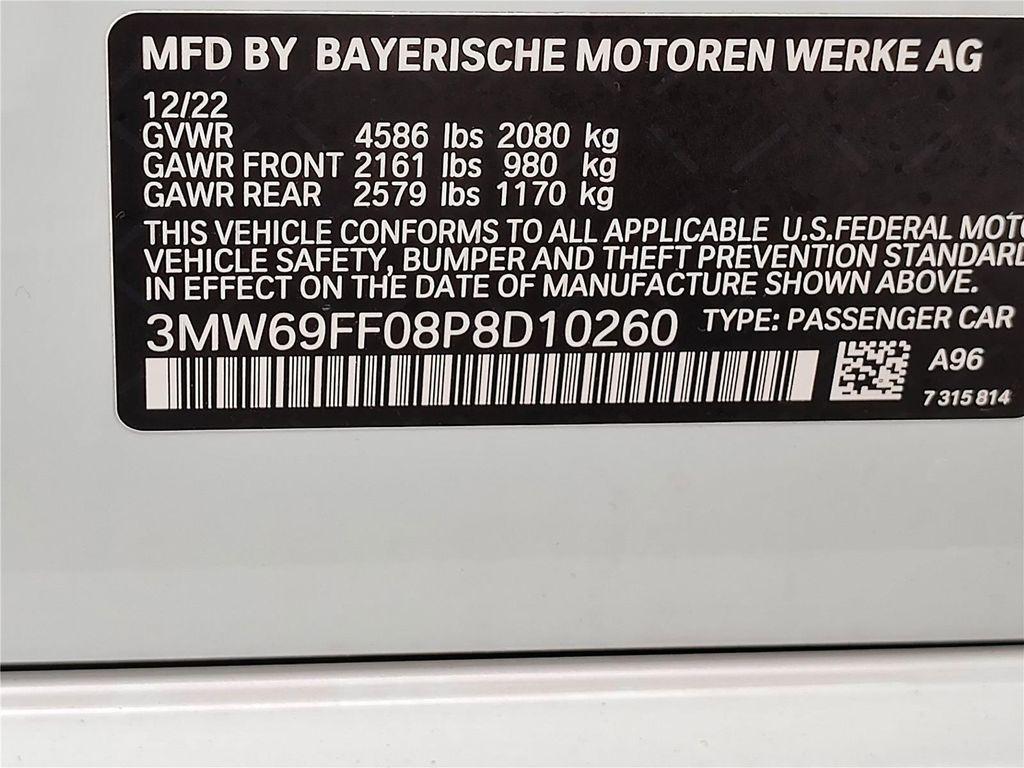 MFD BY BAYERISCHE MOTOREN WERKE AG
12/22
GVWR 4586 lbs 2080 kg
GAWR FRONT 2161 lbs 980 kg
GAWR REAR 2579 lbs 1170 kg
THIS VEHICLE CONFORMS TO ALL APPLICABLE U.S.FEDERAL MOTO
VEHICLE SAFETY, BUMPER AND THEFT PREVENTION STANDARD
IN EFFECT ON THE DATE OF MANUFACTURE SHOWN ABOVE.
3MW69FF08P8D10260 TYPE: PASSENGER CAR
A96
7 315 814